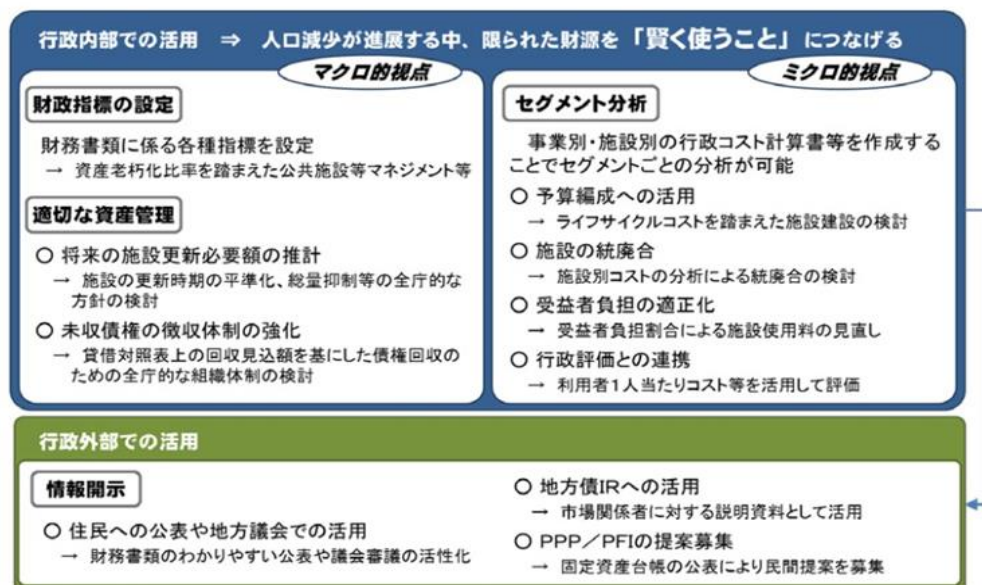 行政内部での活用 ⇒ 人口減少が進展する中、限られた財源を「賢く使うこと」につなげる
マクロ的視点
財政指標の設定
財務書類に係る各種指標を設定
→ 資産老朽化比率を踏まえた公共施設等マネジメント等
適切な資産管理
○ 将来の施設更新必要額の推計
→ 施設の更新時期の平準化、総量抑制等の全庁的な
方針の検討
○ 未収債権の徴収体制の強化
→ 貸借対照表上の回収見込額を基にした債権回収の
ための全庁的な組織体制の検討
ミクロ的視点
セグメント分析
事業別・施設別の行政コスト計算書等を作成する
ことでセグメントごとの分析が可能
○ 予算編成への活用
→ ライフサイクルコストを踏まえた施設建設の検討
○ 施設の統廃合
→ 施設別コストの分析による統廃合の検討
○ 受益者負担の適正化
→ 受益者負担割合による施設使用料の見直し
○ 行政評価との連携
→ 利用者1人当たりコスト等を活用して評価
行政外部での活用
情報開示
○ 住民への公表や地方議会での活用
→ 財務書類のわかりやすい公表や議会審議の活性化
○ 地方債IRへの活用
→ 市場関係者に対する説明資料として活用
○ PPP/PFIの提案募集
→ 固定資産台帳の公表により民間提案を募集